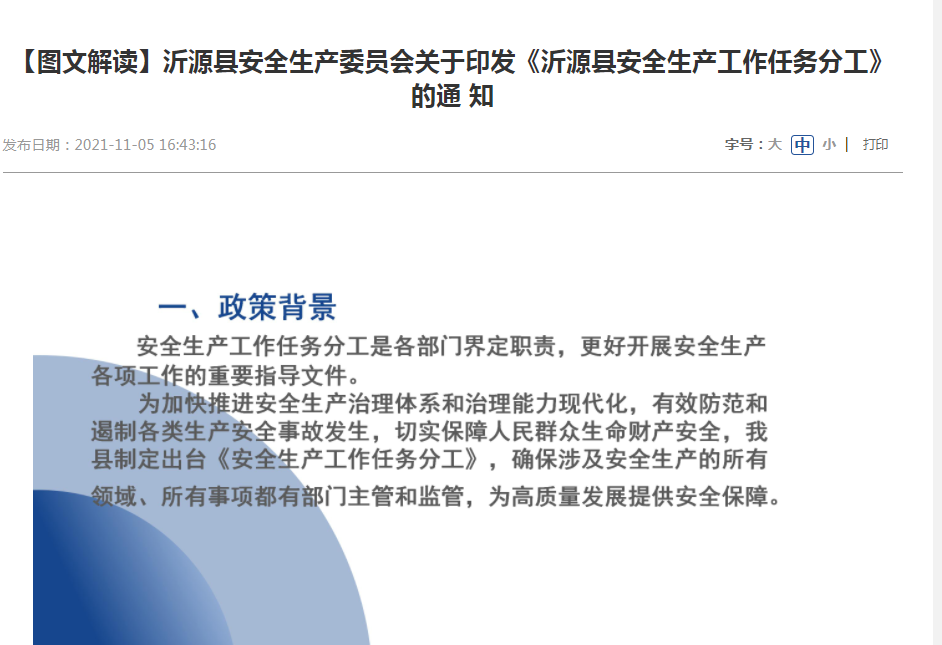 【图文解读】沂源县安全生产委员会关于印发《沂源县安全生产工作任务分工》
的通 知
发布日期：2021-11-05 16:43:16
字号：大 中 小 | 打印
一、政策背景
安全生产工作任务分工是各部门界定职责，更好开展安全生产
各项工作的重要指导文件。
为加快推进安全生产治理体系和治理能力现代化，有效防范和
遏制各类生产安全事故发生，切实保障人民群众生命财产安全，我
县制定出台《安全生产工作任务分工》，确保涉及安全生产的所有
领域、所有事项都有部门主管和监管，为高质量发展提供安全保障。